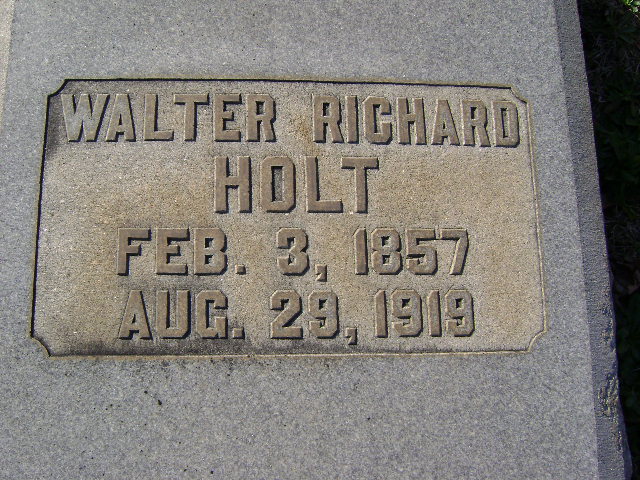 WALTER RICHARD
HOLT
FEB. 3, 1857
AUG. 29, 1919